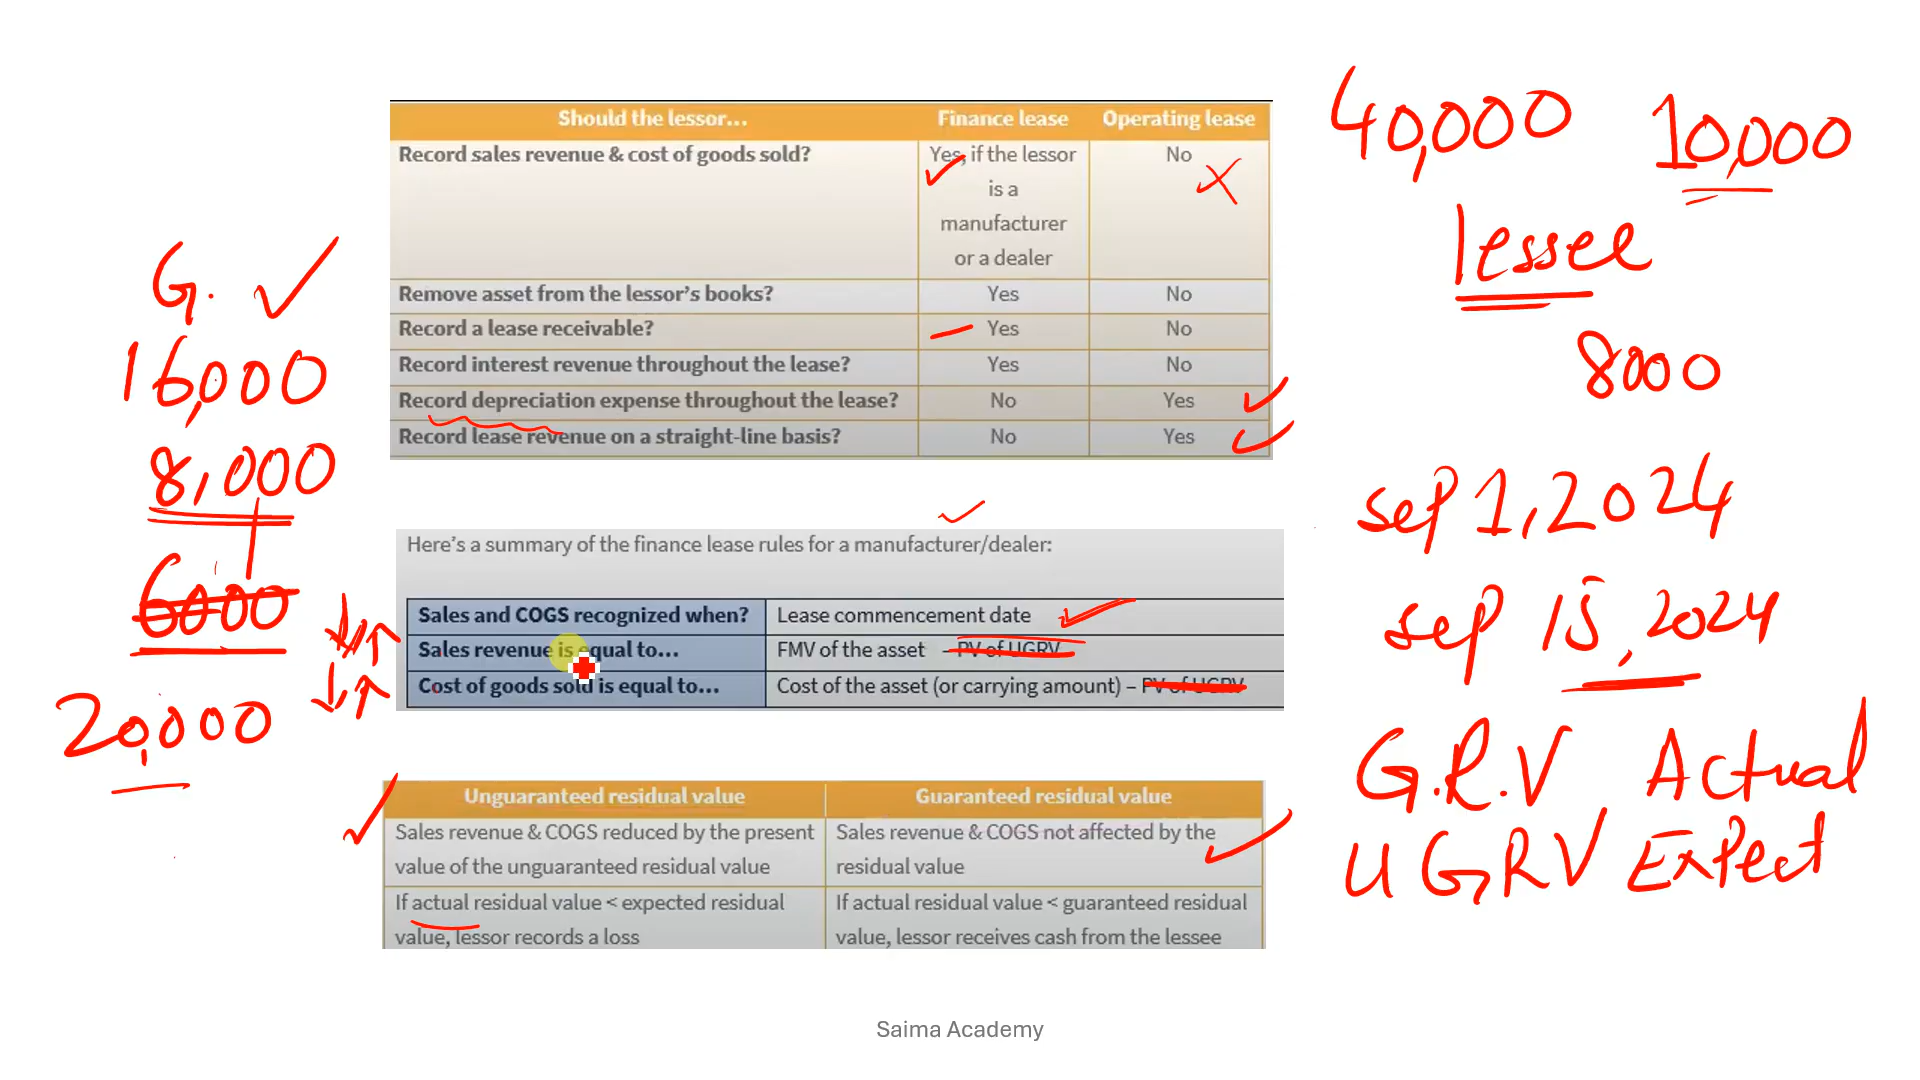 Should the lessor... Finance lease Operating lease
Record sales revenue & cost of goods sold? Yes, if the lessor is a manufacturer or a dealer No
Remove asset from the lessor's books? Yes No
Record a lease receivable? Yes No
Record interest revenue throughout the lease? Yes No
Record depreciation expense throughout the lease? No Yes
Record lease revenue on a straight-line basis? No Yes
Here's a summary of the finance lease rules for a manufacturer/dealer:
Sales and COGS recognized when? Lease commencement date
Sales revenue is equal to... FMV of the asset – PV of UGRV
Cost of goods sold is equal to... Cost of the asset (or carrying amount) – PV of UGRV
Unguaranteed residual value Guaranteed residual value
Sales revenue & COGS reduced by the present value of the unguaranteed residual value
Sales revenue & COGS not affected by the residual value
If actual residual value < expected residual value, lessor records a loss
If actual residual value < guaranteed residual value, lessor receives cash from the lessee
G.
16,000
8,000
6000
20,000
40,000 10,000
lessee
8000
sep 1, 2024
sep 15, 2024
G.R.V Actual
UGRV Expect
Saima Academy